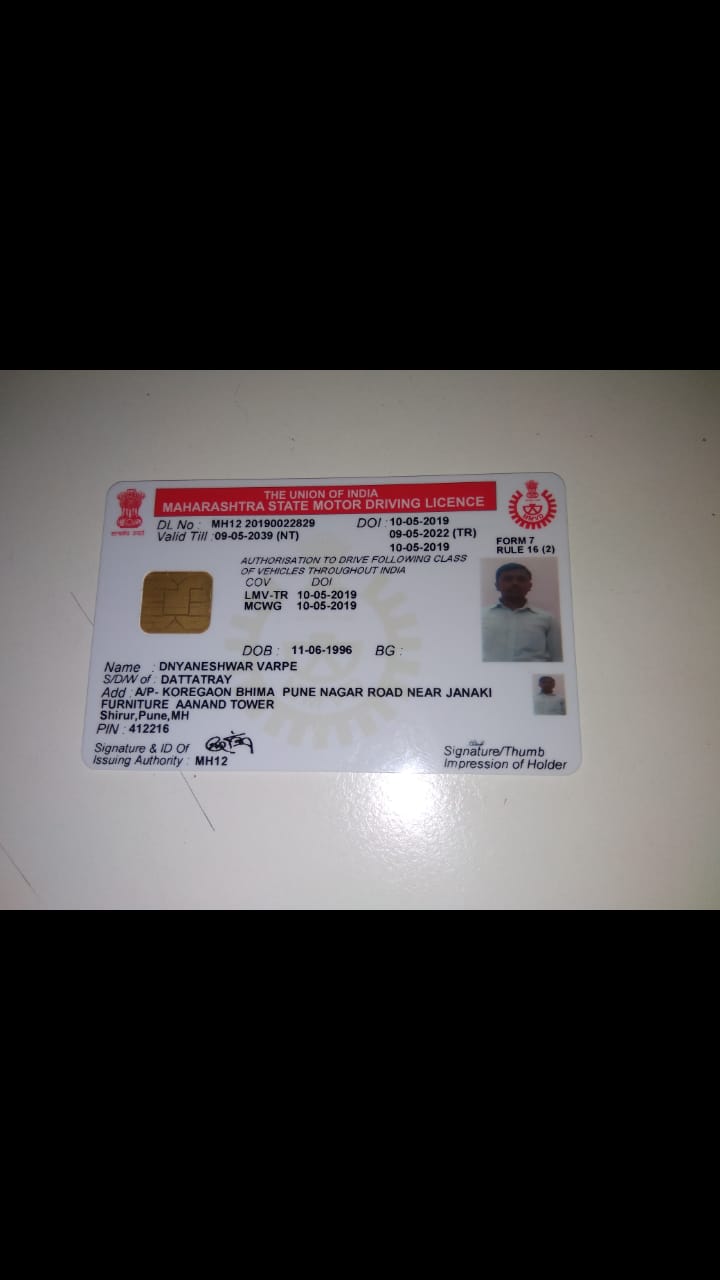 THE UNION OF INDIA
MAHARASHTRA STATE MOTOR DRIVING LICENCE
DL No : MH12 20190022829 DOI : 10-05-2019
Valid Till : 09-05-2039 (NT) 09-05-2022 (TR)
10-05-2019
FORM 7
RULE 16 (2)
AUTHORISATION TO DRIVE FOLLOWING CLASS
OF VEHICLES THROUGHOUT INDIA
COV DOI
LMV-TR 10-05-2019
MCWG 10-05-2019
DOB : 11-06-1996 BG :
Name : DNYANESHWAR VARPE
S/D/W of : DATTATRAY
Add : A/P- KOREGAON BHIMA PUNE NAGAR ROAD NEAR JANAKI
FURNITURE AANAND TOWER
Shirur,Pune,MH
PIN : 412216
Signature & ID Of
Issuing Authority : MH12
Signature/Thumb
Impression of Holder